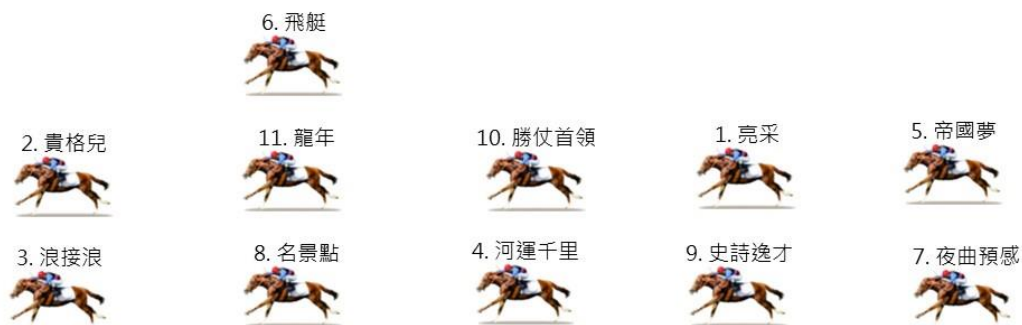 6. 飛艇
2. 貴格兒
11. 龍年
10. 勝仗首領
1. 亮采
5. 帝國夢
3. 浪接浪
8. 名景點
4. 河運千里
9. 史詩逸才
7. 夜曲預感